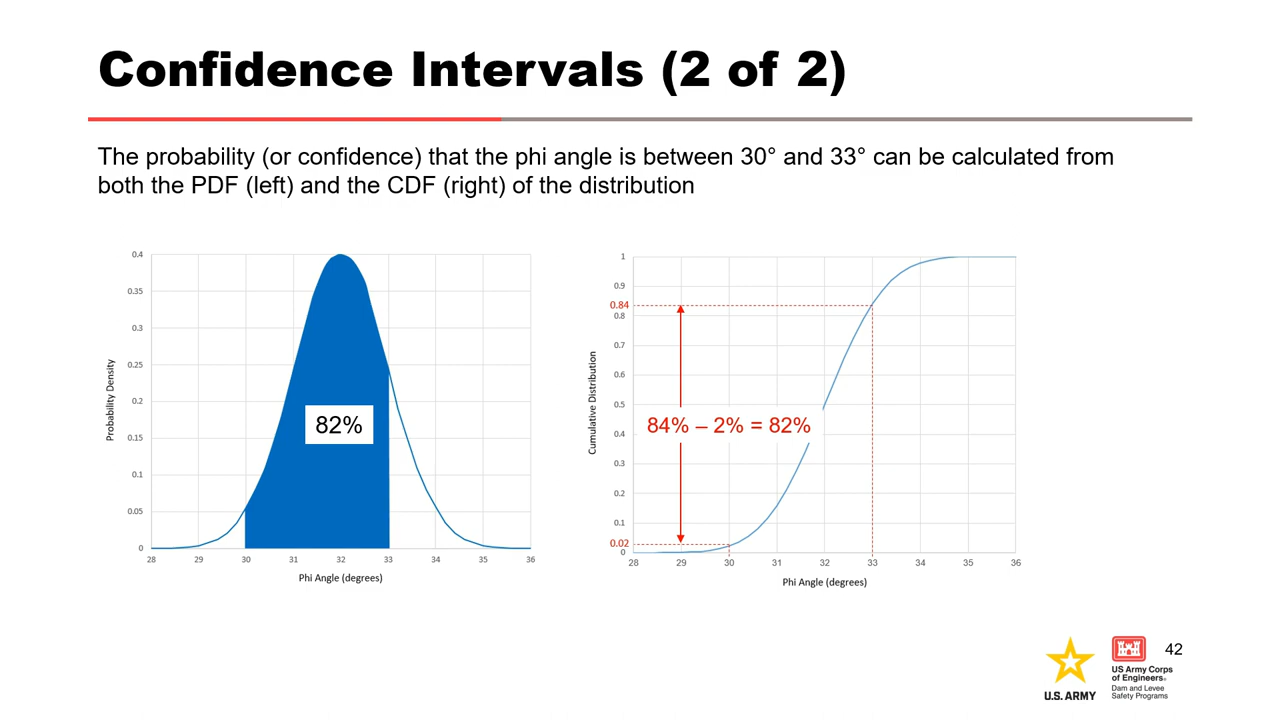 Confidence Intervals (2 of 2)
The probability (or confidence) that the phi angle is between 30° and 33° can be calculated from
both the PDF (left) and the CDF (right) of the distribution
0.4
0.35
0.3
0.25
0.2
0.15
0.1
0.05
0
Probability Density
82%
28 29 30 31 32 33 34 35 36
Phi Angle (degrees)
1
0.9
0.84
0.8
0.7
0.6
0.5
0.4
0.3
0.2
0.1
0.02
0
Cumulative Distribution
84% – 2% = 82%
28 29 30 31 32 33 34 35 36
Phi Angle (degrees)
42
U.S. ARMY
US Army Corps
of Engineers®
Dam and Levee
Safety Programs